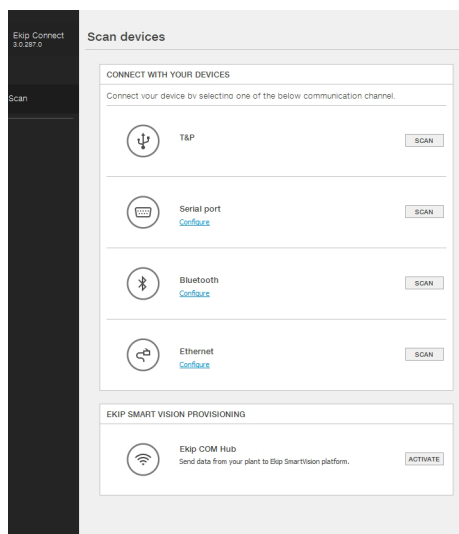 Ekip Connect
3.0.287.0
Scan devices
Scan
CONNECT WITH YOUR DEVICES
Connect your device by selecting one of the below communication channel.
T&P
SCAN
Serial port
Configure
SCAN
Bluetooth
Configure
SCAN
Ethernet
Configure
SCAN
EKIP SMART VISION PROVISIONING
Ekip COM Hub
Send data from your plant to Ekip SmartVision platform.
ACTIVATE